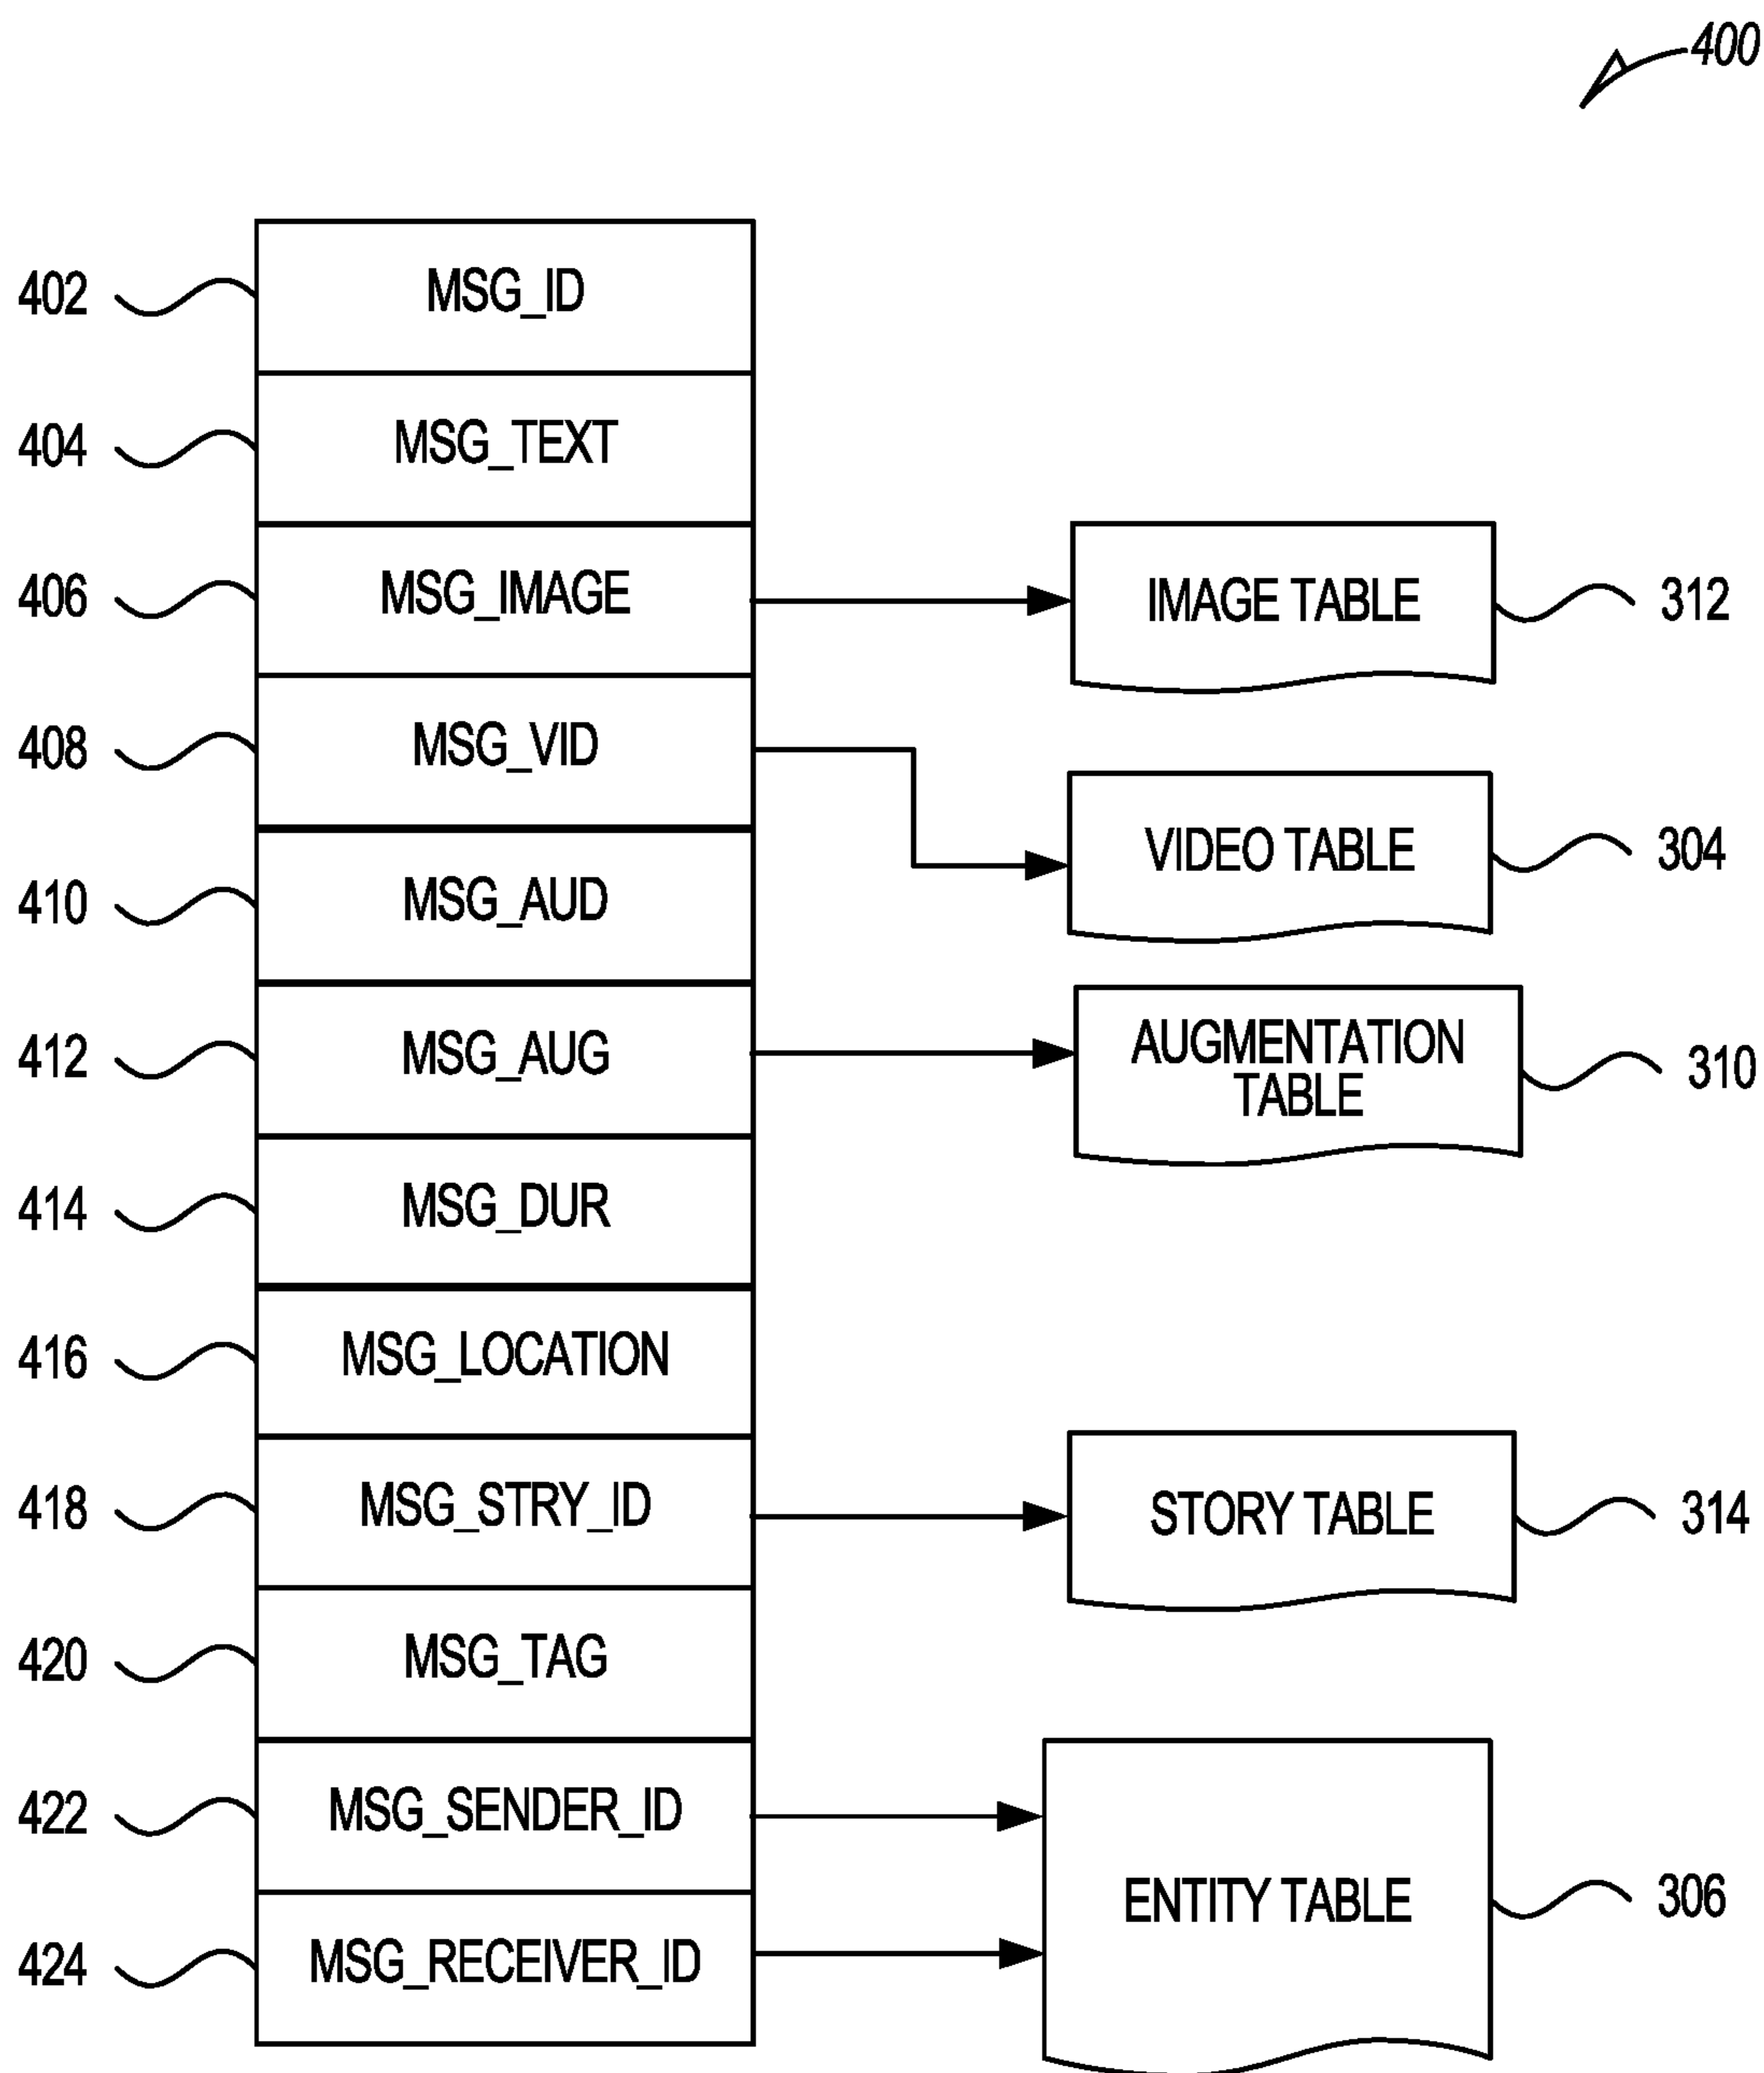 400
402 MSG_ID
404 MSG_TEXT
406 MSG_IMAGE IMAGE TABLE 312
408 MSG_VID
VIDEO TABLE 304
410 MSG_AUD
412 MSG_AUG AUGMENTATION
TABLE 310
414 MSG_DUR
416 MSG_LOCATION
418 MSG_STRY_ID STORY TABLE 314
420 MSG_TAG
422 MSG_SENDER_ID
ENTITY TABLE 306
424 MSG_RECEIVER_ID